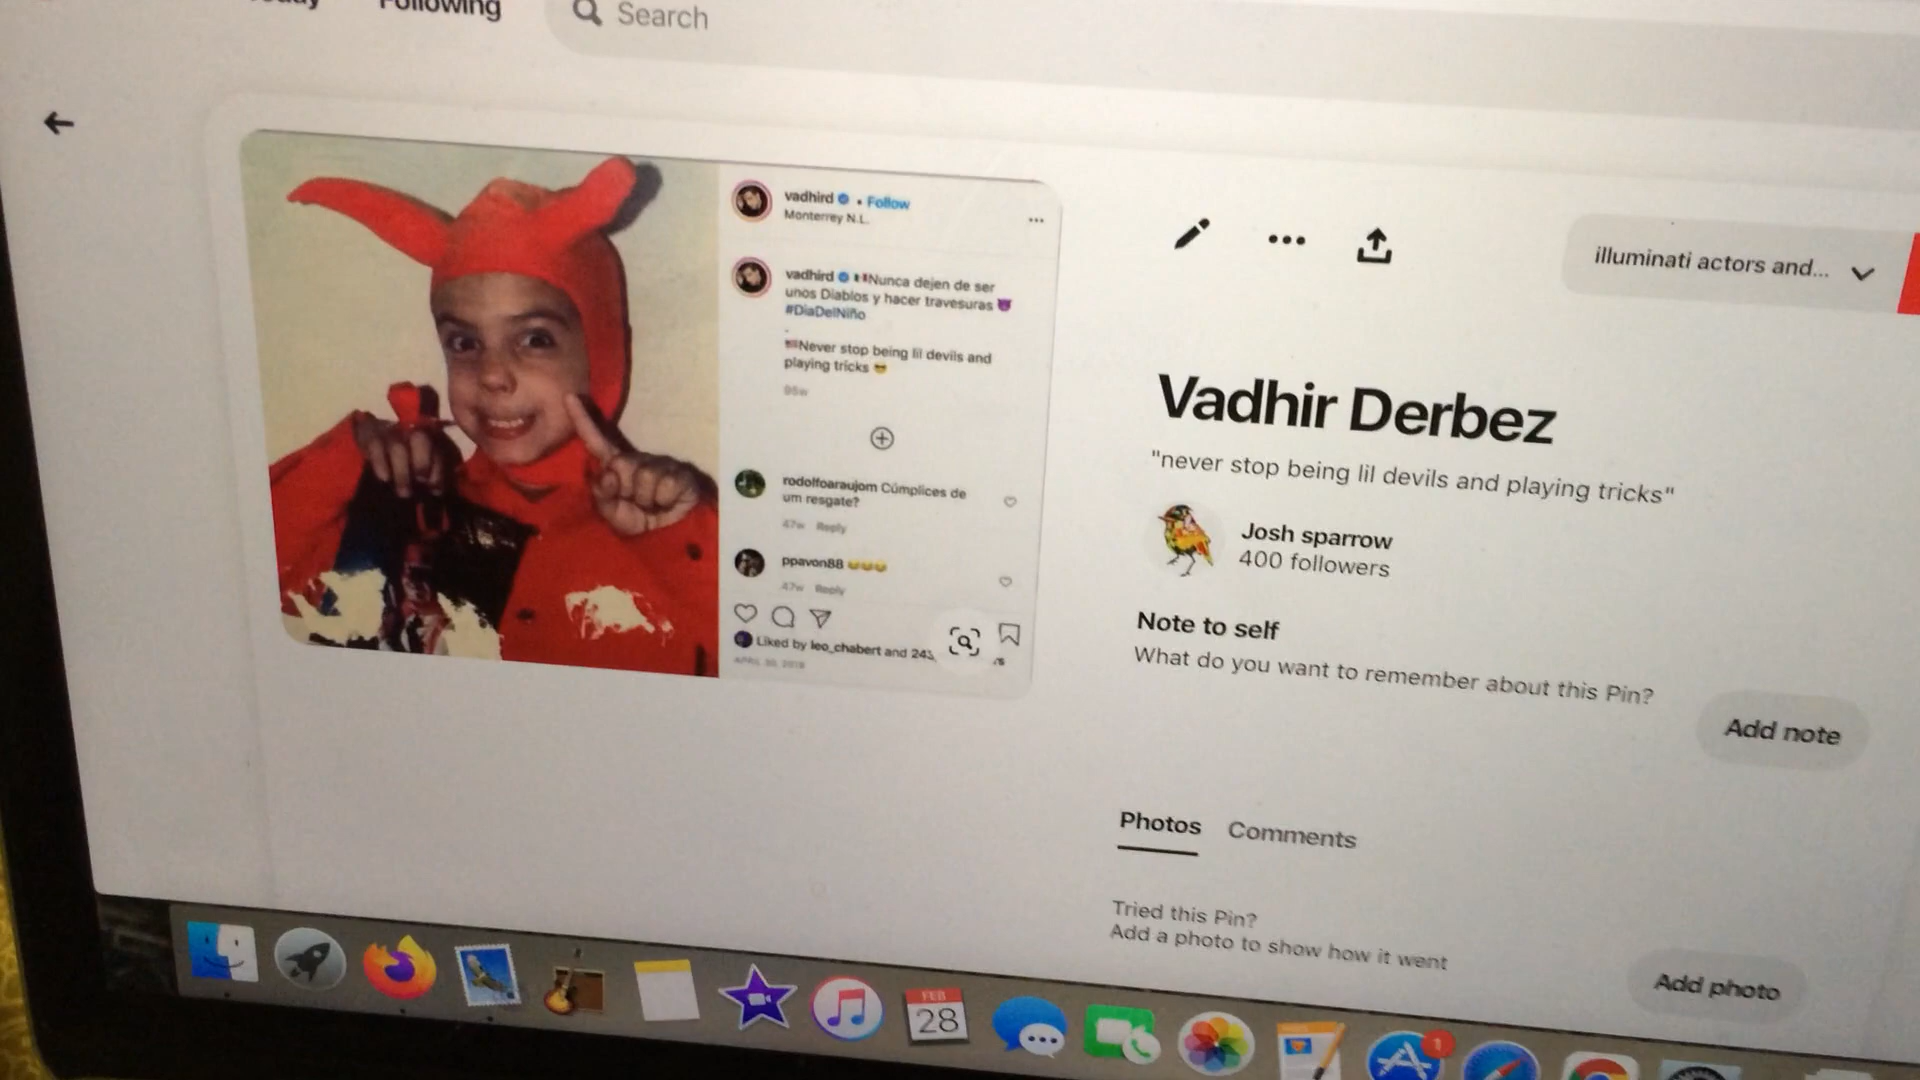 Following
Search
vadhird • Follow
Monterrey N.L.
vadhird Nunca dejen de ser
unos Diablos y hacer travesuras
#DiaDelNiño
Never stop being lil devils and
playing tricks
rodolfoaraujom Cúmplices de
um resgate?
47w Reply
ppavon88
47w Reply
Liked by leo_chabert and 243,
APRIL 30, 2019
illuminati actors and...
Vadhir Derbez
"never stop being lil devils and playing tricks"
Josh sparrow
400 followers
Note to self
What do you want to remember about this Pin?
Add note
Photos Comments
Tried this Pin?
Add a photo to show how it went
Add photo
FEB
28
1